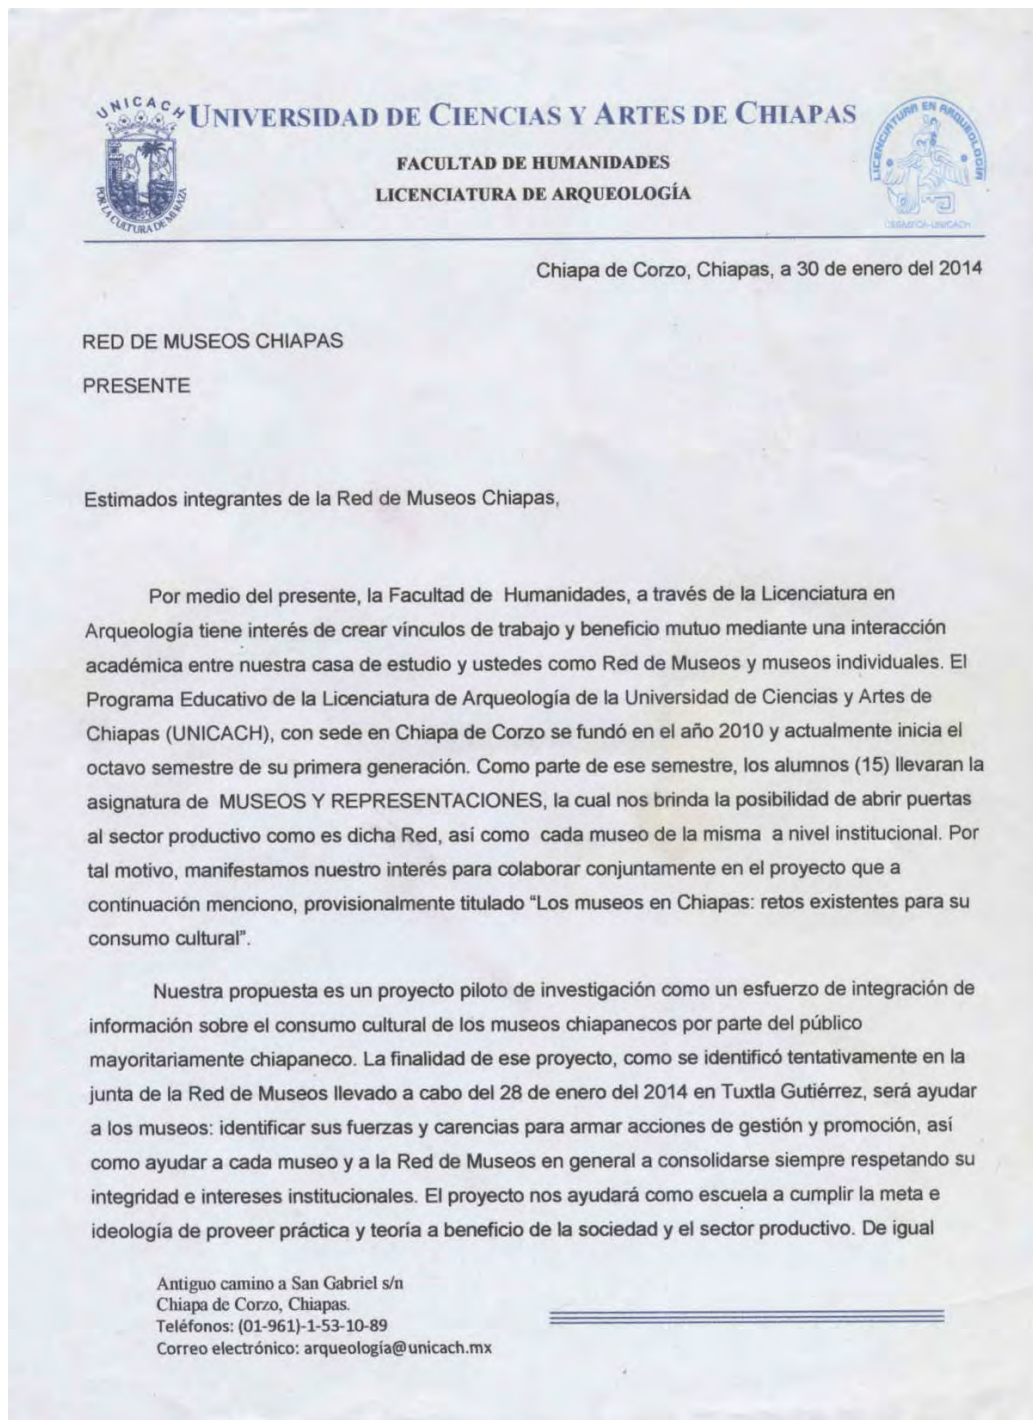 UNICACH
POR LA CULTURA DE MI RAZA
UNIVERSIDAD DE CIENCIAS Y ARTES DE CHIAPAS
FACULTAD DE HUMANIDADES
LICENCIATURA DE ARQUEOLOGÍA
LICENCIATURA EN ARQUEOLOGÍA
Chiapa de Corzo, Chiapas, a 30 de enero del 2014
RED DE MUSEOS CHIAPAS
PRESENTE
Estimados integrantes de la Red de Museos Chiapas,
Por medio del presente, la Facultad de Humanidades, a través de la Licenciatura en
Arqueología tiene interés de crear vínculos de trabajo y beneficio mutuo mediante una interacción
académica entre nuestra casa de estudio y ustedes como Red de Museos y museos individuales. El
Programa Educativo de la Licenciatura de Arqueología de la Universidad de Ciencias y Artes de
Chiapas (UNICACH), con sede en Chiapa de Corzo se fundó en el año 2010 y actualmente inicia el
octavo semestre de su primera generación. Como parte de ese semestre, los alumnos (15) llevaran la
asignatura de MUSEOS Y REPRESENTACIONES, la cual nos brinda la posibilidad de abrir puertas
al sector productivo como es dicha Red, así como cada museo de la misma a nivel institucional. Por
tal motivo, manifestamos nuestro interés para colaborar conjuntamente en el proyecto que a
continuación menciono, provisionalmente titulado “Los museos en Chiapas: retos existentes para su
consumo cultural”.
Nuestra propuesta es un proyecto piloto de investigación como un esfuerzo de integración de
información sobre el consumo cultural de los museos chiapanecos por parte del público
mayoritariamente chiapaneco. La finalidad de ese proyecto, como se identificó tentativamente en la
junta de la Red de Museos llevado a cabo del 28 de enero del 2014 en Tuxtla Gutiérrez, será ayudar
a los museos: identificar sus fuerzas y carencias para armar acciones de gestión y promoción, así
como ayudar a cada museo y a la Red de Museos en general a consolidarse siempre respetando su
integridad e intereses institucionales. El proyecto nos ayudará como escuela a cumplir la meta e
ideología de proveer práctica y teoría a beneficio de la sociedad y el sector productivo. De igual
Antiguo camino a San Gabriel s/n
Chiapa de Corzo, Chiapas.
Teléfonos: (01-961)-1-53-10-89
Correo electrónico: arqueología@unicach.mx